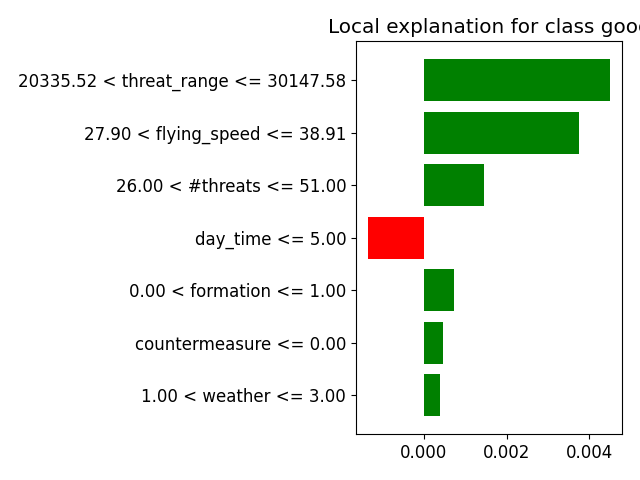 Local explanation for class goo
20335.52 < threat_range <= 30147.58
27.90 < flying_speed <= 38.91
26.00 < #threats <= 51.00
day_time <= 5.00
0.00 < formation <= 1.00
countermeasure <= 0.00
1.00 < weather <= 3.00
0.000 0.002 0.004